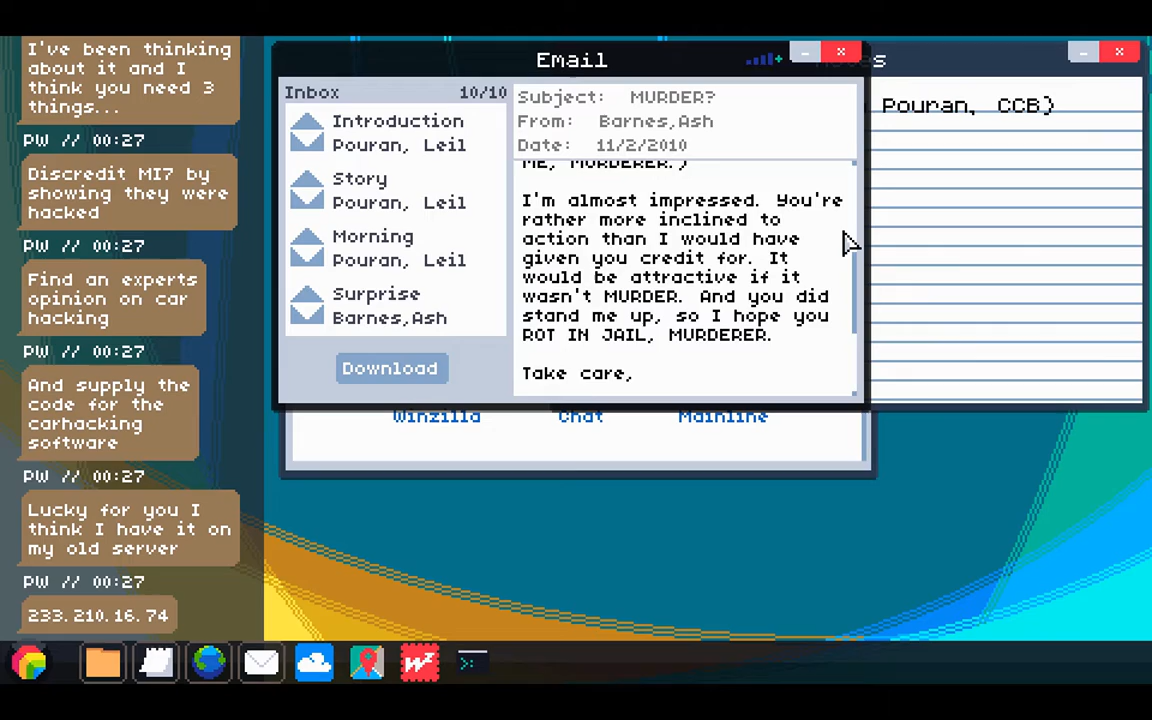 I've been thinking
about it and I
think you need 3
things...
PW // 00:27
Discredit MI7 by
showing they were
hacked
PW // 00:27
Find an experts
opinion on car
hacking
PW // 00:27
And supply the
code for the
carhacking
software
PW // 00:27
Lucky for you I
think I have it on
my old server
PW // 00:27
233.210.16.74
Email
Inbox 10/10
Introduction
Pouran, Leil
Story
Pouran, Leil
Morning
Pouran, Leil
Surprise
Barnes,Ash
Download
Subject: MURDER?
From: Barnes,Ash
Date: 11/2/2010
ME, MURDERER.)
I'm almost impressed. You're
rather more inclined to
action than I would have
given you credit for. It
would be attractive if it
wasn't MURDER. And you did
stand me up, so I hope you
ROT IN JAIL, MURDERER.
Take care,
Pouran, CCB)
Winzilla Chat Mainline